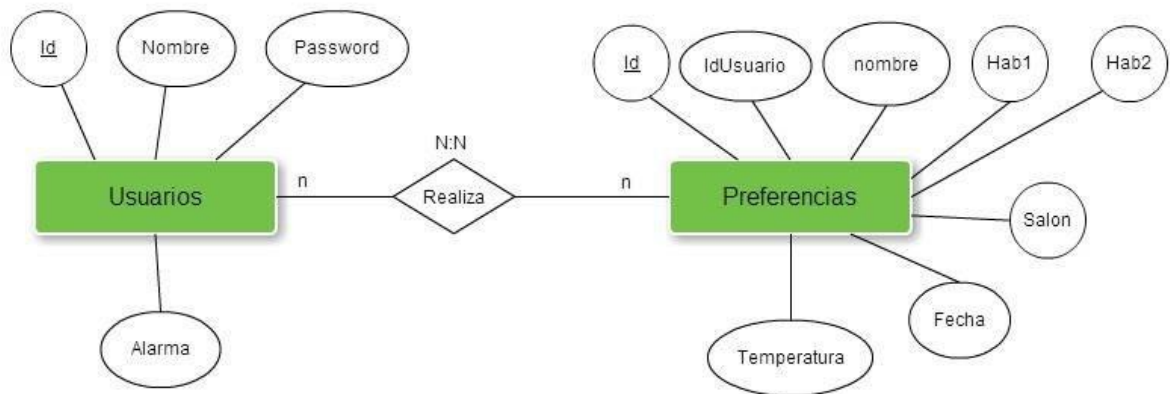 Id
Nombre
Password
Id
IdUsuario
nombre
Hab1
Hab2
N:N
Usuarios
n
Realiza
n
Preferencias
Salon
Alarma
Temperatura
Fecha